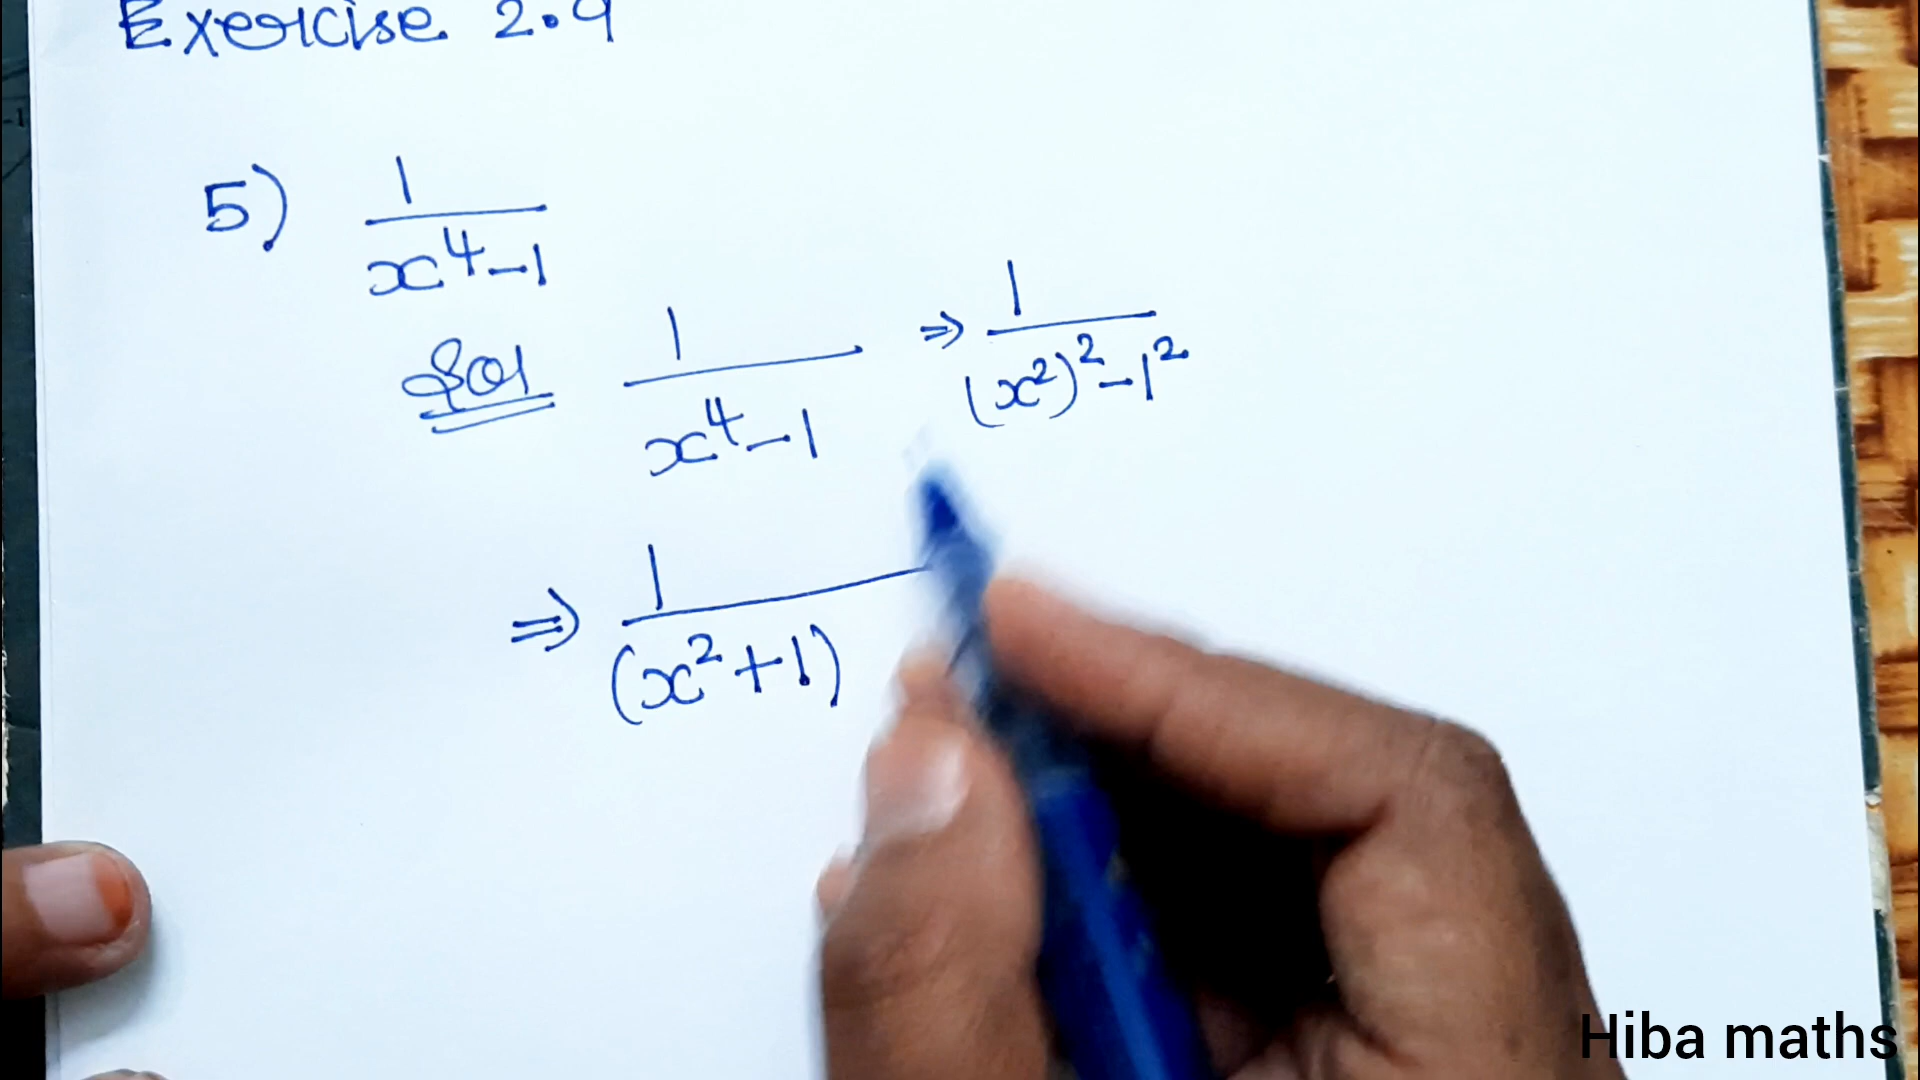 Exercise 2.9
5) 1/(x⁴-1)
Sol 1/(x⁴-1) ⇒ 1/((x²)²-1²)
⇒ 1/(x²+1)
Hiba maths